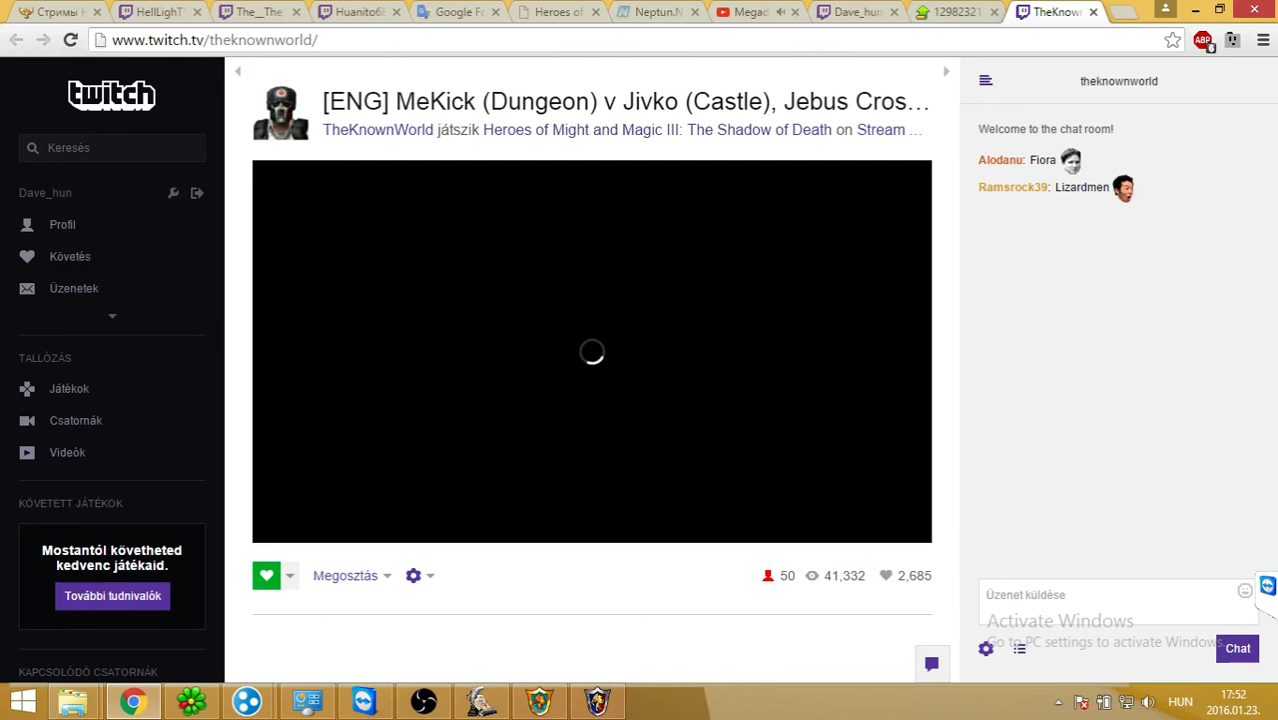 Стримы Н
HellLighT
The__The
Huanito6
Google Fo
Heroes of
Neptun.N
Megad
Dave_hun
12982321
TheKnow
www.twitch.tv/theknownworld/
ABP
6
twitch
Keresés
Dave_hun
Profil
Követés
Üzenetek
TALLÓZÁS
Játékok
Csatornák
Videók
KÖVETETT JÁTÉKOK
Mostantól követheted
kedvenc játékaid.
További tudnivalók
KAPCSOLÓDÓ CSATORNÁK
[ENG] MeKick (Dungeon) v Jivko (Castle), Jebus Cros…
TheKnownWorld játszik Heroes of Might and Magic III: The Shadow of Death on Stream …
Megosztás
50
41,332
2,685
theknownworld
Welcome to the chat room!
Alodanu: Fiora
Ramsrock39: Lizardmen
Üzenet küldése
Activate Windows
Go to PC settings to activate Windows.
Chat
HUN
17:52
2016.01.23.